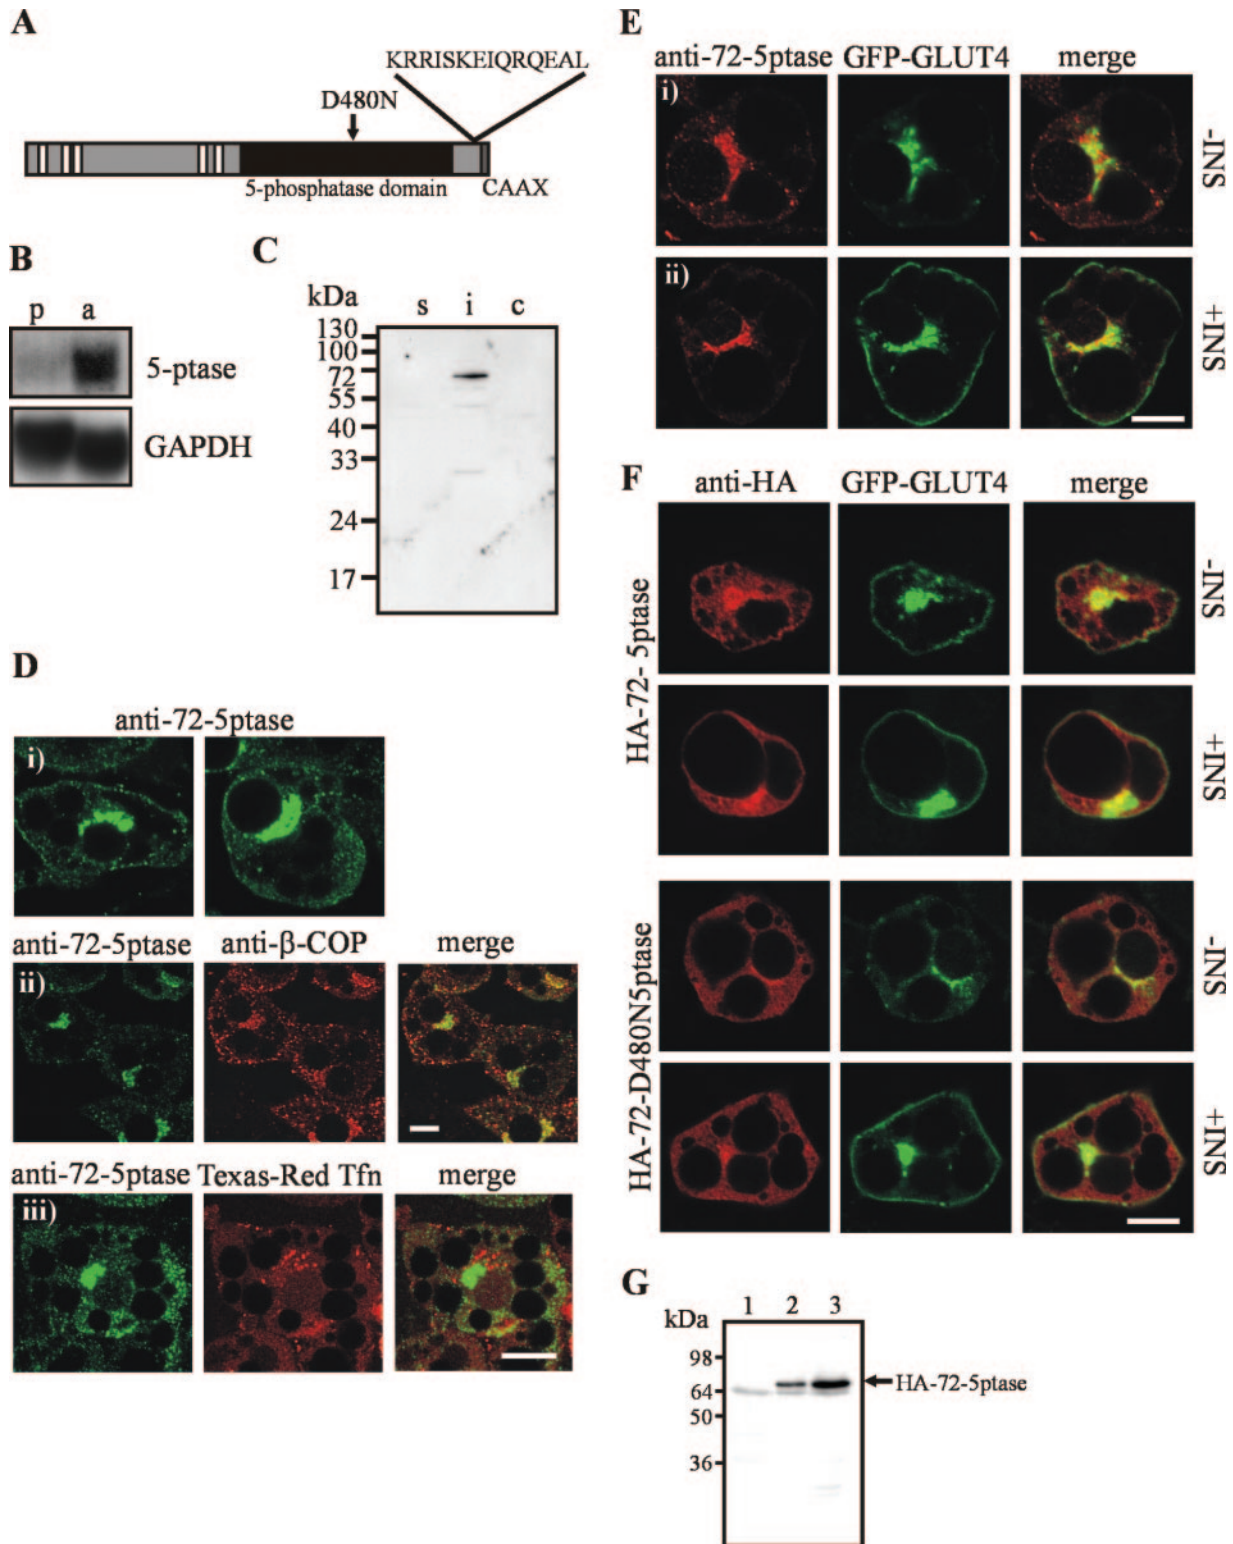 A
KRRISKEIQRQEAL
D480N
5-phosphatase domain
CAAX
B
p a
5-ptase
GAPDH
C
kDa
s i c
130
100
72
55
40
33
24
17
D
anti-72-5ptase
i)
anti-72-5ptase anti-β-COP merge
ii)
anti-72-5ptase Texas-Red Tfn merge
iii)
E
anti-72-5ptase GFP-GLUT4 merge
i)
-INS
ii)
+INS
F
anti-HA GFP-GLUT4 merge
HA-72- 5ptase
-INS
+INS
HA-72-D480N5ptase
-INS
+INS
G
1 2 3
kDa
98
64
50
36
HA-72-5ptase